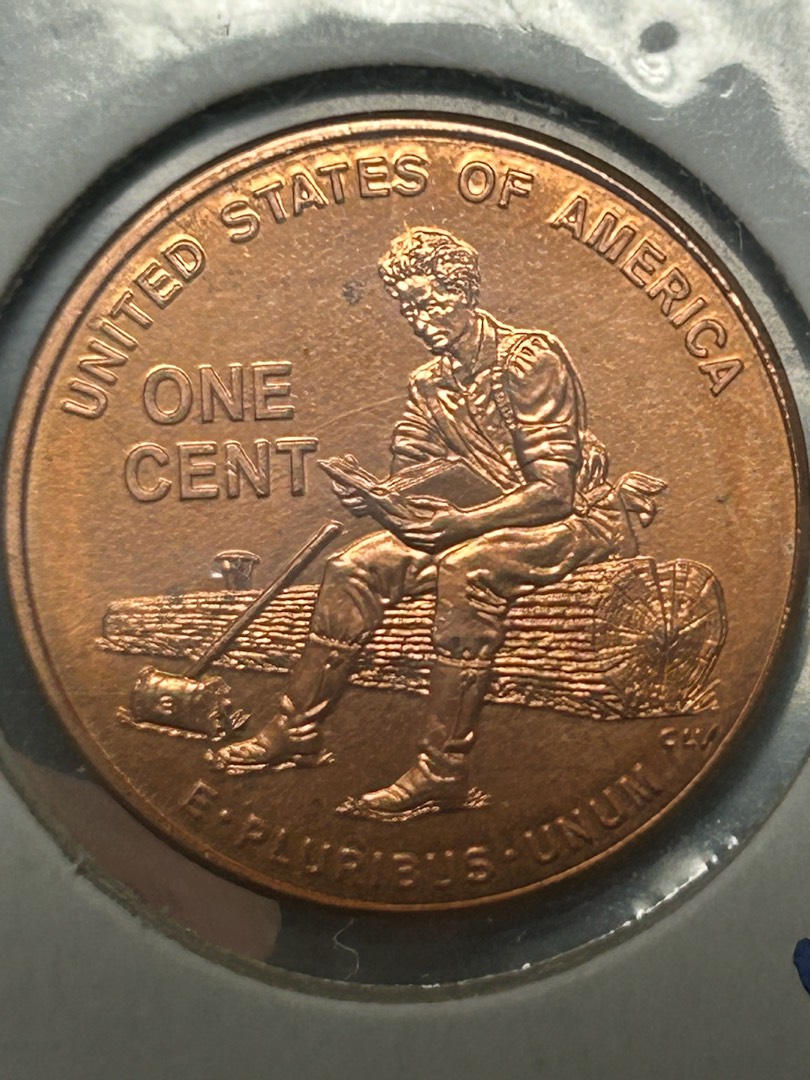 UNITED STATES OF AMERICA
ONE
CENT
E·PLURIBUS·UNUM